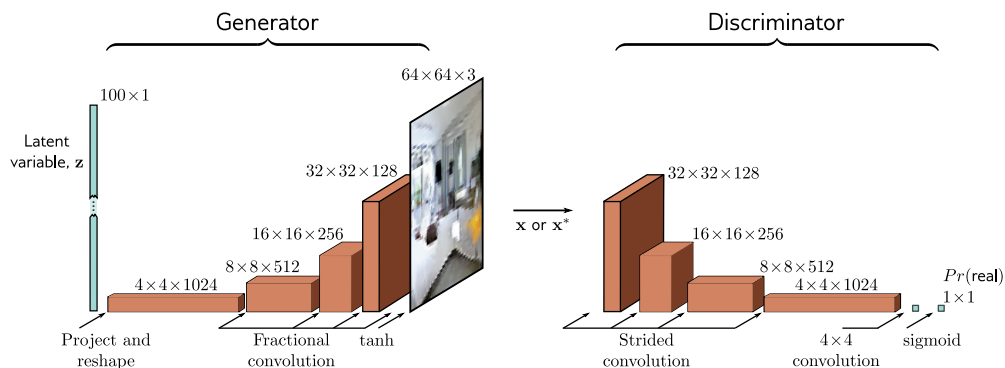 Generator
Discriminator
64×64×3
100×1
Latent
variable, z
32×32×128
16×16×256
8×8×512
4×4×1024
x or x*
32×32×128
16×16×256
8×8×512
4×4×1024
Pr(real)
1×1
Project and
reshape
Fractional
convolution
tanh
Strided
convolution
4×4
convolution
sigmoid